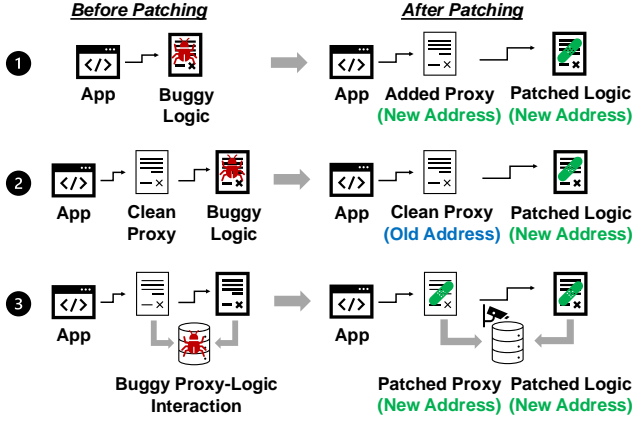 Before Patching
After Patching
1
</>
App
Buggy
Logic
</>
App
Added Proxy
(New Address)
Patched Logic
(New Address)
2
</>
App
Clean
Proxy
Buggy
Logic
</>
App
Clean Proxy
(Old Address)
Patched Logic
(New Address)
3
</>
App
Buggy Proxy-Logic
Interaction
</>
App
Patched Proxy
(New Address)
Patched Logic
(New Address)